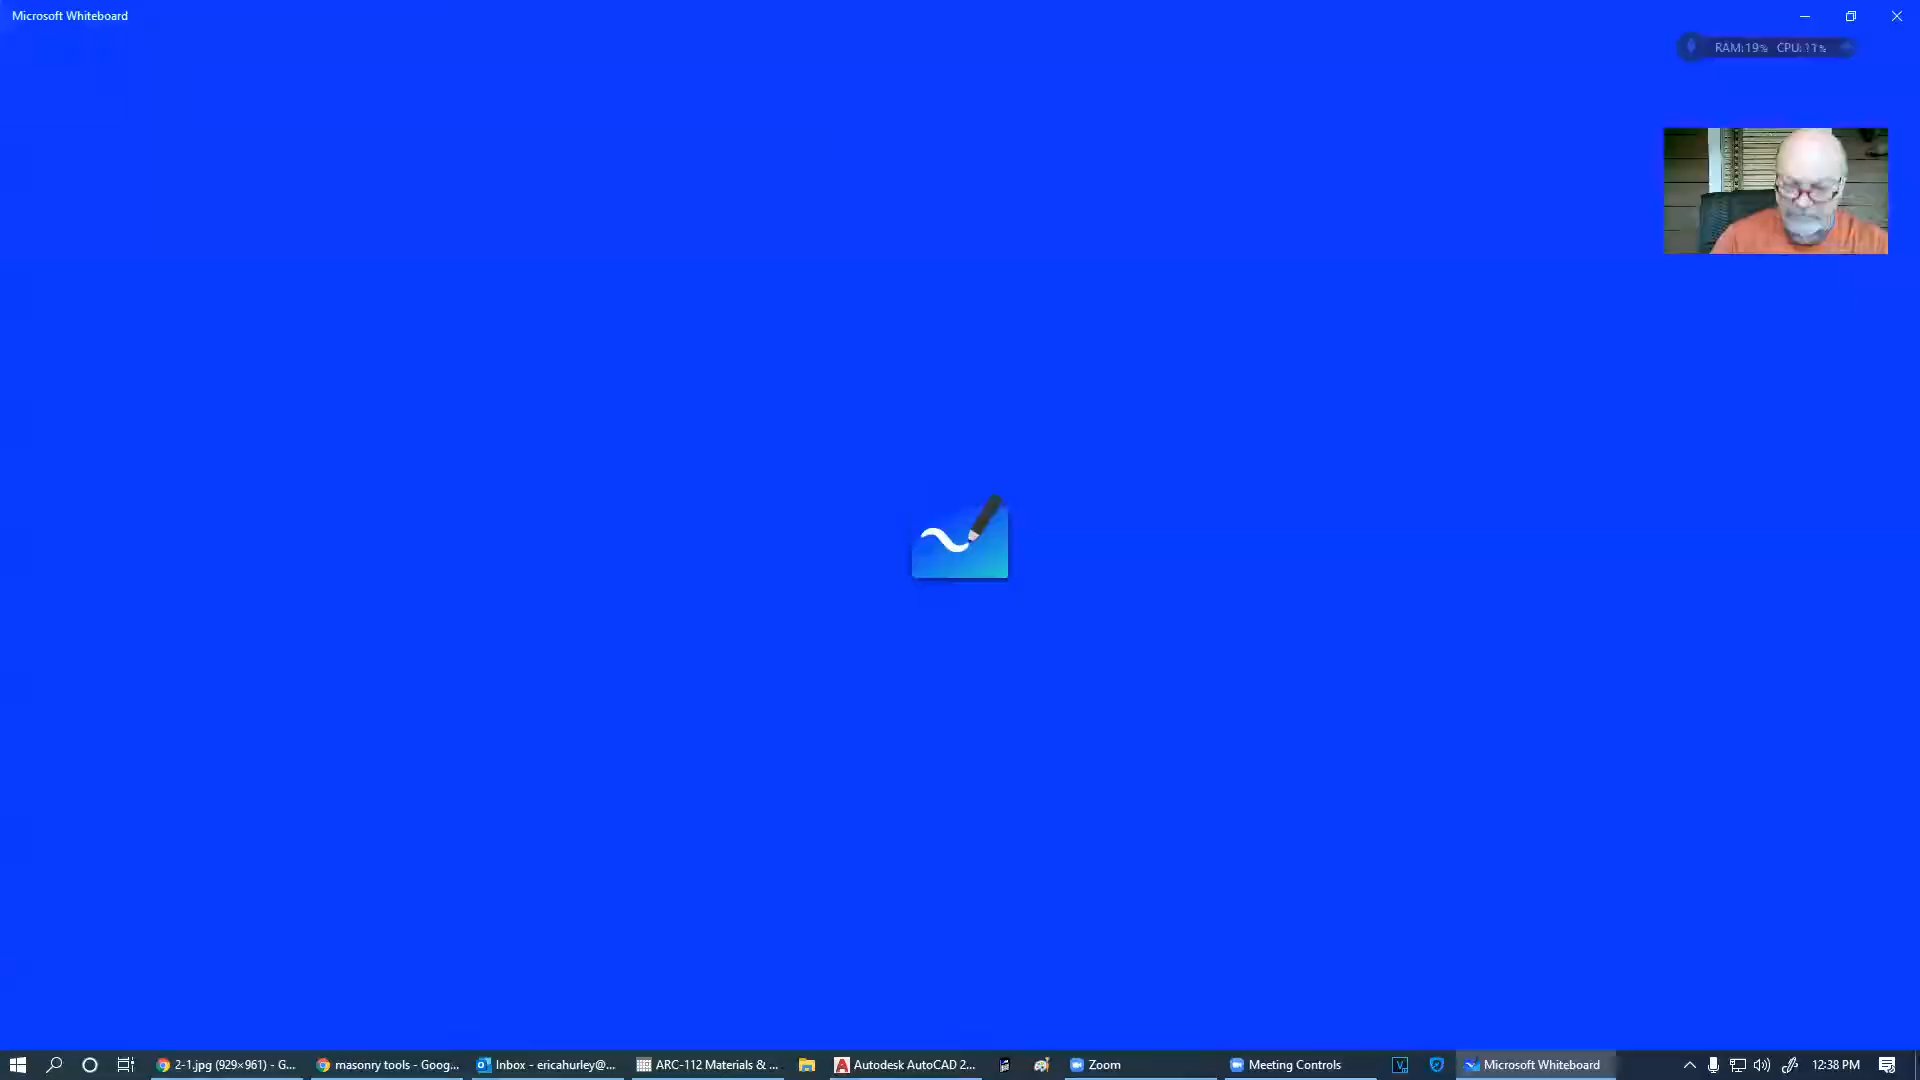 Microsoft Whiteboard
RAM:19% CPU:11%
2-1.jpg (929×961) - G...
masonry tools - Goog...
Inbox - ericahurley@...
ARC-112 Materials & ...
Autodesk AutoCAD 2...
Zoom
Meeting Controls
Microsoft Whiteboard
12:38 PM